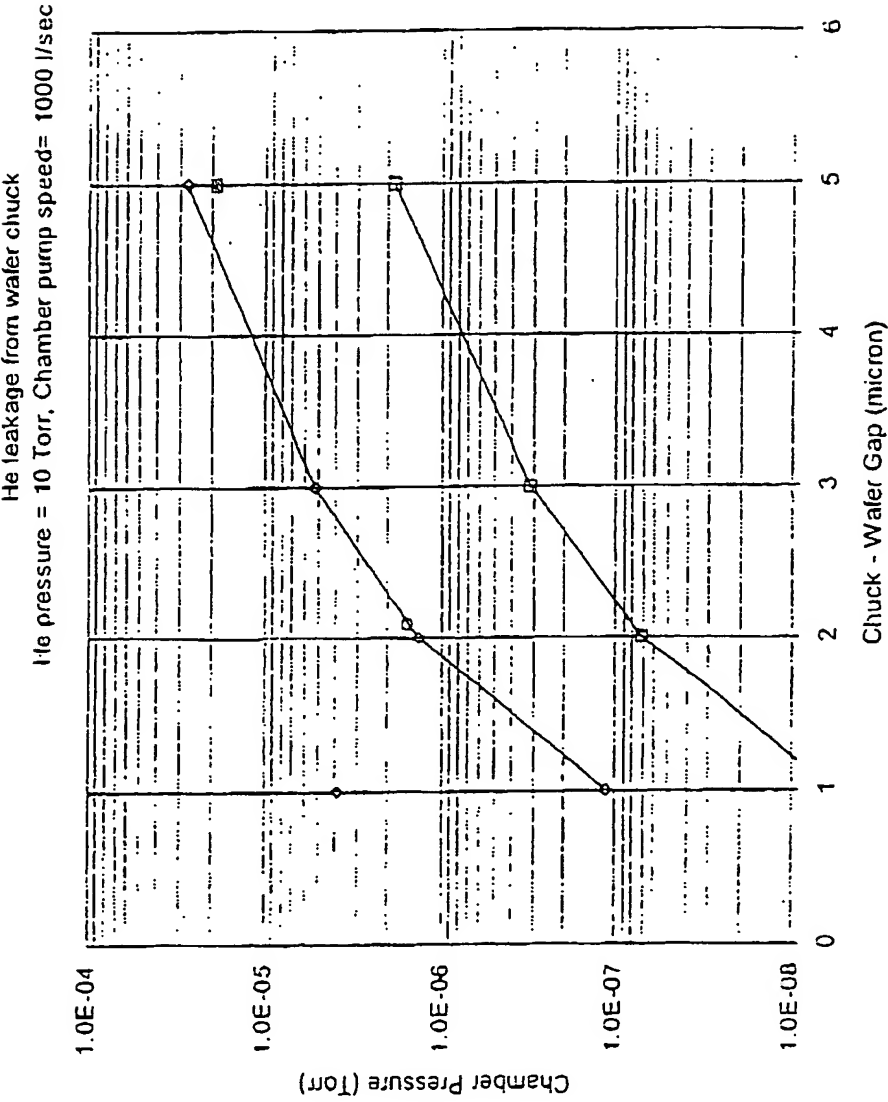 He leakage from wafer chuck
He pressure = 10 Torr, Chamber pump speed= 1000 l/sec
1.0E-04
1.0E-05
1.0E-06
1.0E-07
1.0E-08
Chamber Pressure (Torr)
0
1
2
3
4
5
6
Chuck - Wafer Gap (micron)